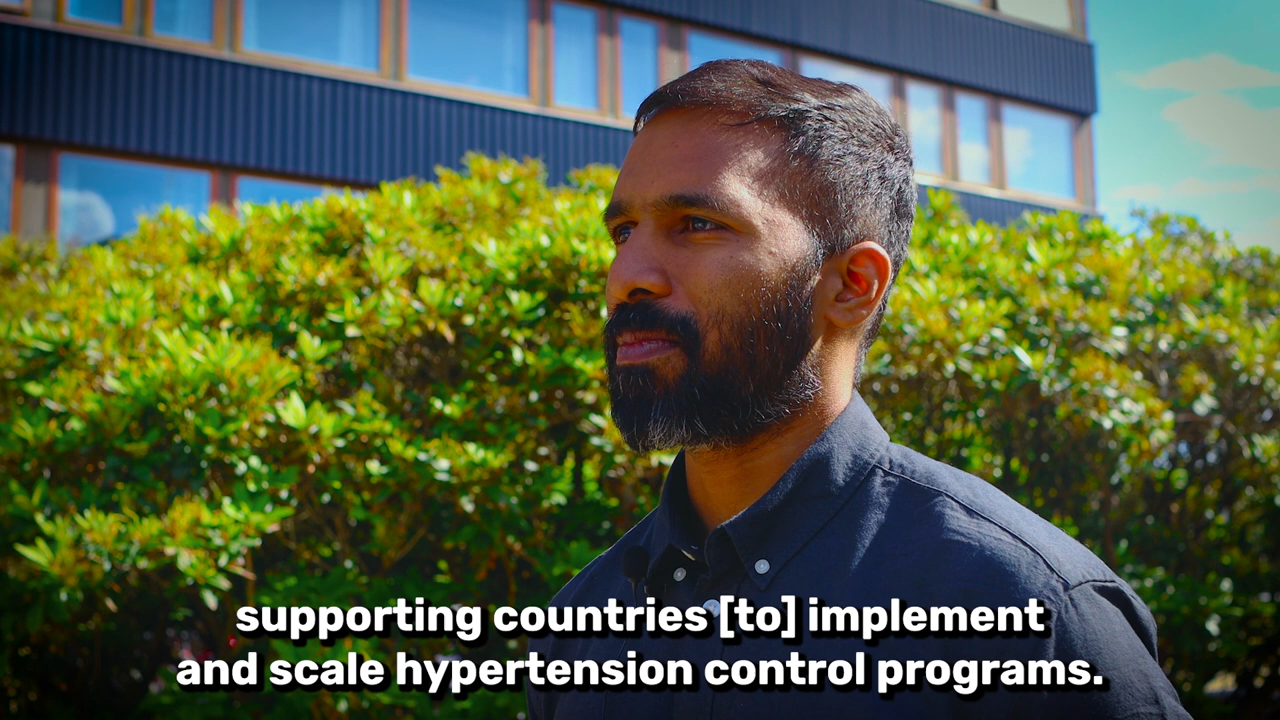 supporting countries [to] implement
and scale hypertension control programs.